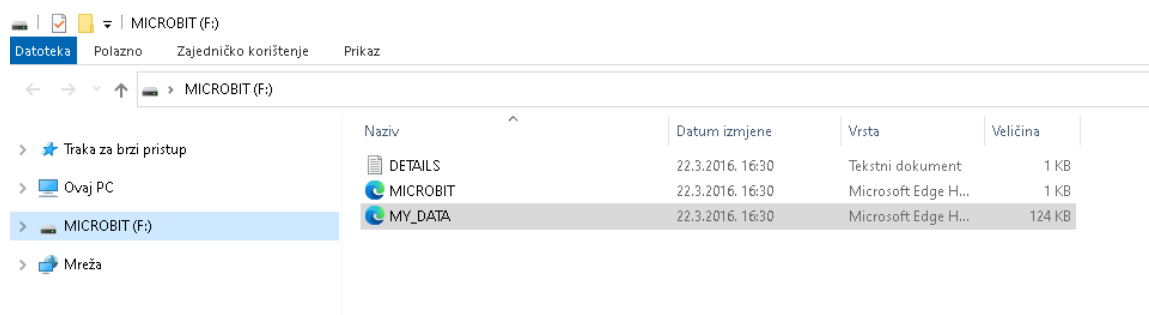 MICROBIT (F:)
Datoteka Polazno Zajedničko korištenje Prikaz
MICROBIT (F:)
Naziv Datum izmjene Vrsta Veličina
Traka za brzi pristup
Ovaj PC
MICROBIT (F:)
Mreža
DETAILS 22.3.2016. 16:30 Tekstni dokument 1 KB
MICROBIT 22.3.2016. 16:30 Microsoft Edge H... 1 KB
MY_DATA 22.3.2016. 16:30 Microsoft Edge H... 124 KB